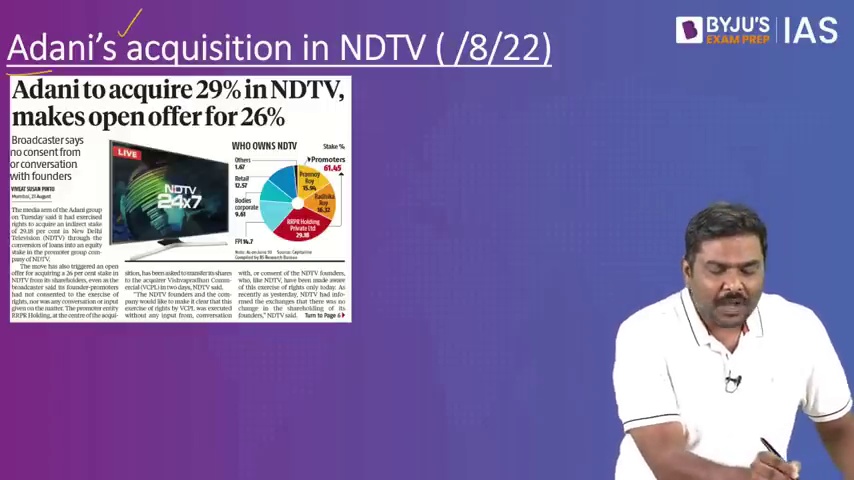 Adani's acquisition in NDTV ( /8/22)
BYJU'S
EXAM PREP
IAS
Adani to acquire 29% in NDTV,
makes open offer for 26%
Broadcaster says
no consent from
or conversation
with founders
Mumbai, 23 August
The media arm of the Adani group
on Tuesday said it had exercised
rights to acquire an indirect stake
of 29.18 per cent in New Delhi
Television (NDTV) through the
conversion of loans into an equity
stake in the promoter group com-
pany of NDTV.
The move has also triggered an open
offer for acquiring a 26 per cent stake in
NDTV from its shareholders, even as the
broadcaster said its founder-promoters
had not consented to the exercise of
rights, nor was any conversation or input
given on the matter. The promoter entity
RRPR Holding, at the centre of the acqui-
LIVE
NDTV
24x7
WHO OWNS NDTV
Stake %
Others
1.67
Retail
12.57
Bodies
corporate
9.61
FPI 14.7
Promoters
61.45
Prannoy
Roy
15.94
Radhika
Roy
16.32
RRPR Holding
Private Ltd
29.18
Note: As on June 30 Source: Capitaline
Compiled by BS Research Bureau
sition, has been asked to transfer its shares
to the acquirer Vishvapradhan Comm-
ercial (VCPL) in two days, NDTV said.
"The NDTV founders and the com-
pany would like to make it clear that this
exercise of rights by VCPL was executed
without any input from, conversation
with, or consent of the NDTV founders,
who, like NDTV, have been made aware
of this exercise of rights only today. As
recently as yesterday, NDTV had infor-
med the exchanges that there was no
change in the shareholding of its
founders," NDTV said.
Turn to Page 6